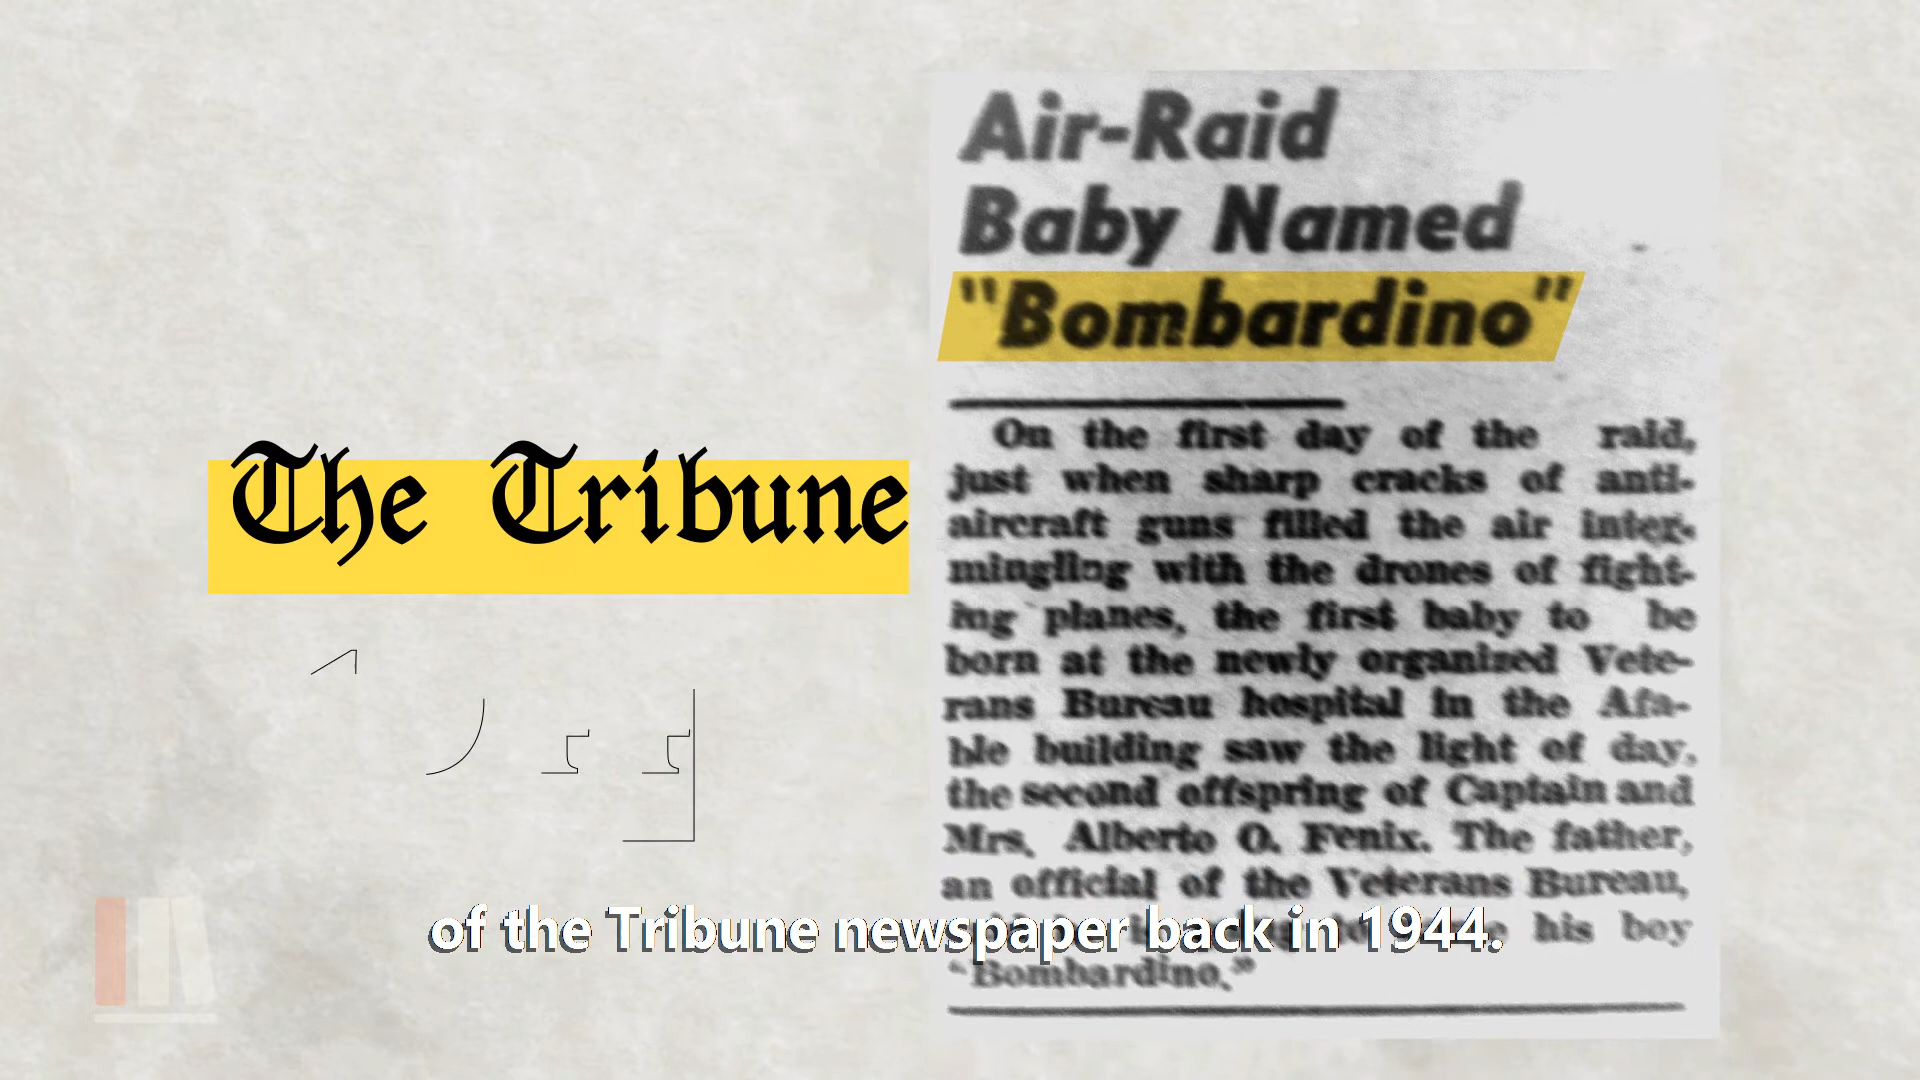 The Tribune
Air-Raid
Baby Named
"Bombardino"
On the first day of the raid,
just when sharp cracks of anti-
aircraft guns filled the air inter-
mingling with the drones of fight-
ing planes, the first baby to be
born at the newly organized Vete-
rans Bureau hospital in the Afa-
ble building saw the light of day,
the second offspring of Captain and
Mrs. Alberto O. Fenix. The father,
an official of the Veterans Bureau,
his boy
"Bombardino."
of the Tribune newspaper back in 1944.